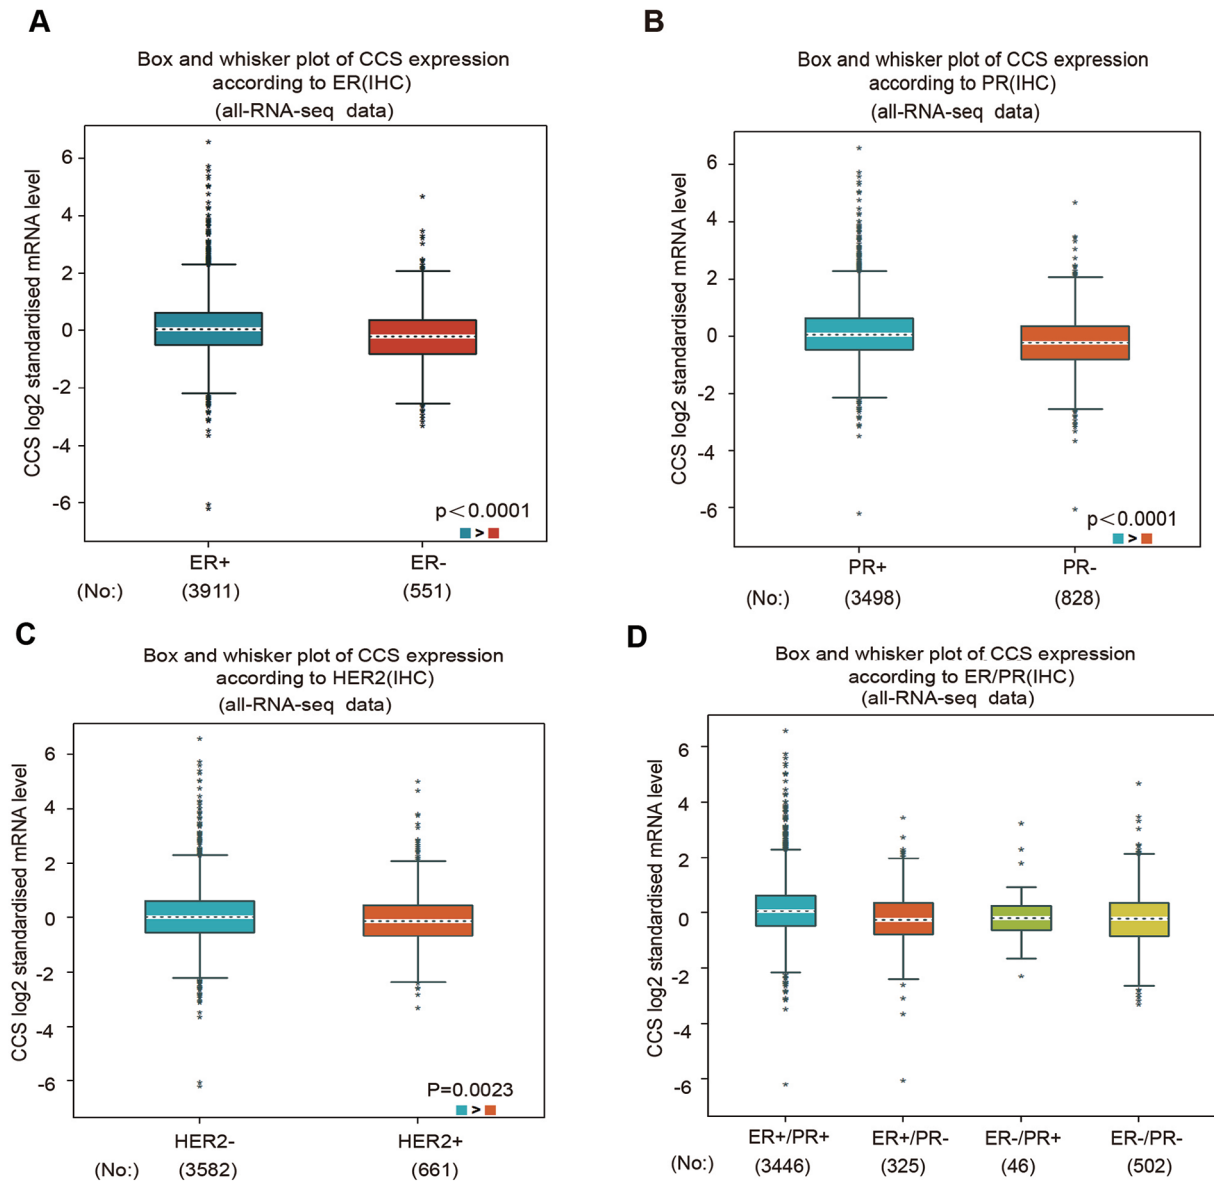 A
Box and whisker plot of CCS expression
according to ER(IHC)
(all-RNA-seq data)
CCS log2 standardised mRNA level
6
4
2
0
-2
-4
-6
p<0.0001
>
ER+
ER-
(No:)
(3911)
(551)
B
Box and whisker plot of CCS expression
according to PR(IHC)
(all-RNA-seq data)
CCS log2 standardised mRNA level
6
4
2
0
-2
-4
-6
p<0.0001
>
PR+
PR-
(No:)
(3498)
(828)
C
Box and whisker plot of CCS expression
according to HER2(IHC)
(all-RNA-seq data)
CCS log2 standardised mRNA level
6
4
2
0
-2
-4
-6
P=0.0023
>
HER2-
HER2+
(No:)
(3582)
(661)
D
Box and whisker plot of CCS expression
according to ER/PR(IHC)
(all-RNA-seq data)
CCS log2 standardised mRNA level
6
4
2
0
-2
-4
-6
ER+/PR+
ER+/PR-
ER-/PR+
ER-/PR-
(No:)
(3446)
(325)
(46)
(502)